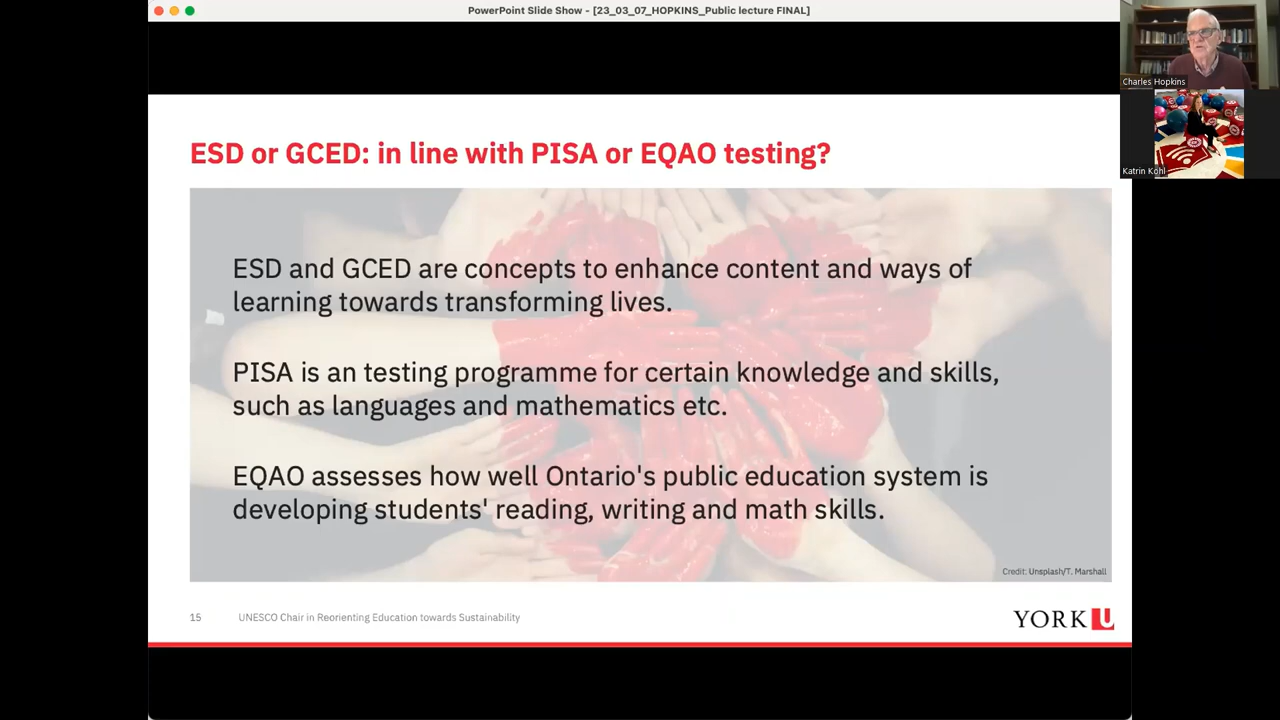 PowerPoint Slide Show - [23_03_07_HOPKINS_Public lecture FINAL]
Charles Hopkins
Katrin Kohl
ESD or GCED: in line with PISA or EQAO testing?
ESD and GCED are concepts to enhance content and ways of
learning towards transforming lives.
PISA is an testing programme for certain knowledge and skills,
such as languages and mathematics etc.
EQAO assesses how well Ontario's public education system is
developing students' reading, writing and math skills.
Credit: Unsplash/T. Marshall
15
UNESCO Chair in Reorienting Education towards Sustainability
YORK U